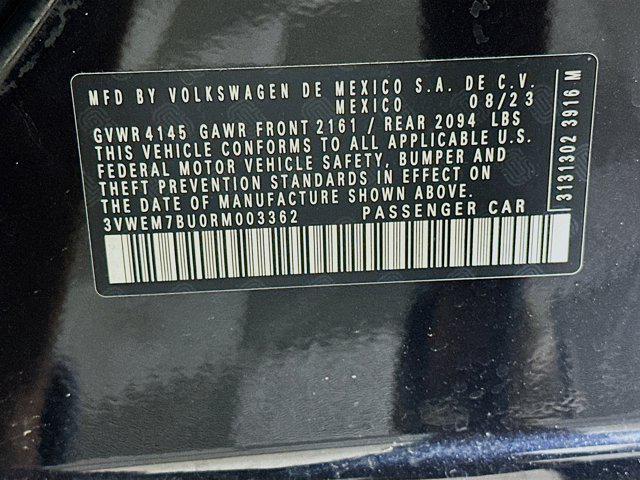 MFD BY VOLKSWAGEN DE MEXICO S.A. DE C.V.
MEXICO 08/23
GVWR 4145 GAWR FRONT 2161 / REAR 2094 LBS
THIS VEHICLE CONFORMS TO ALL APPLICABLE U.S.
FEDERAL MOTOR VEHICLE SAFETY, BUMPER AND
THEFT PREVENTION STANDARDS IN EFFECT ON
THE DATE OF MANUFACTURE SHOWN ABOVE.
3VWEM7BU0RM003362 PASSENGER CAR
3131302 3916 M